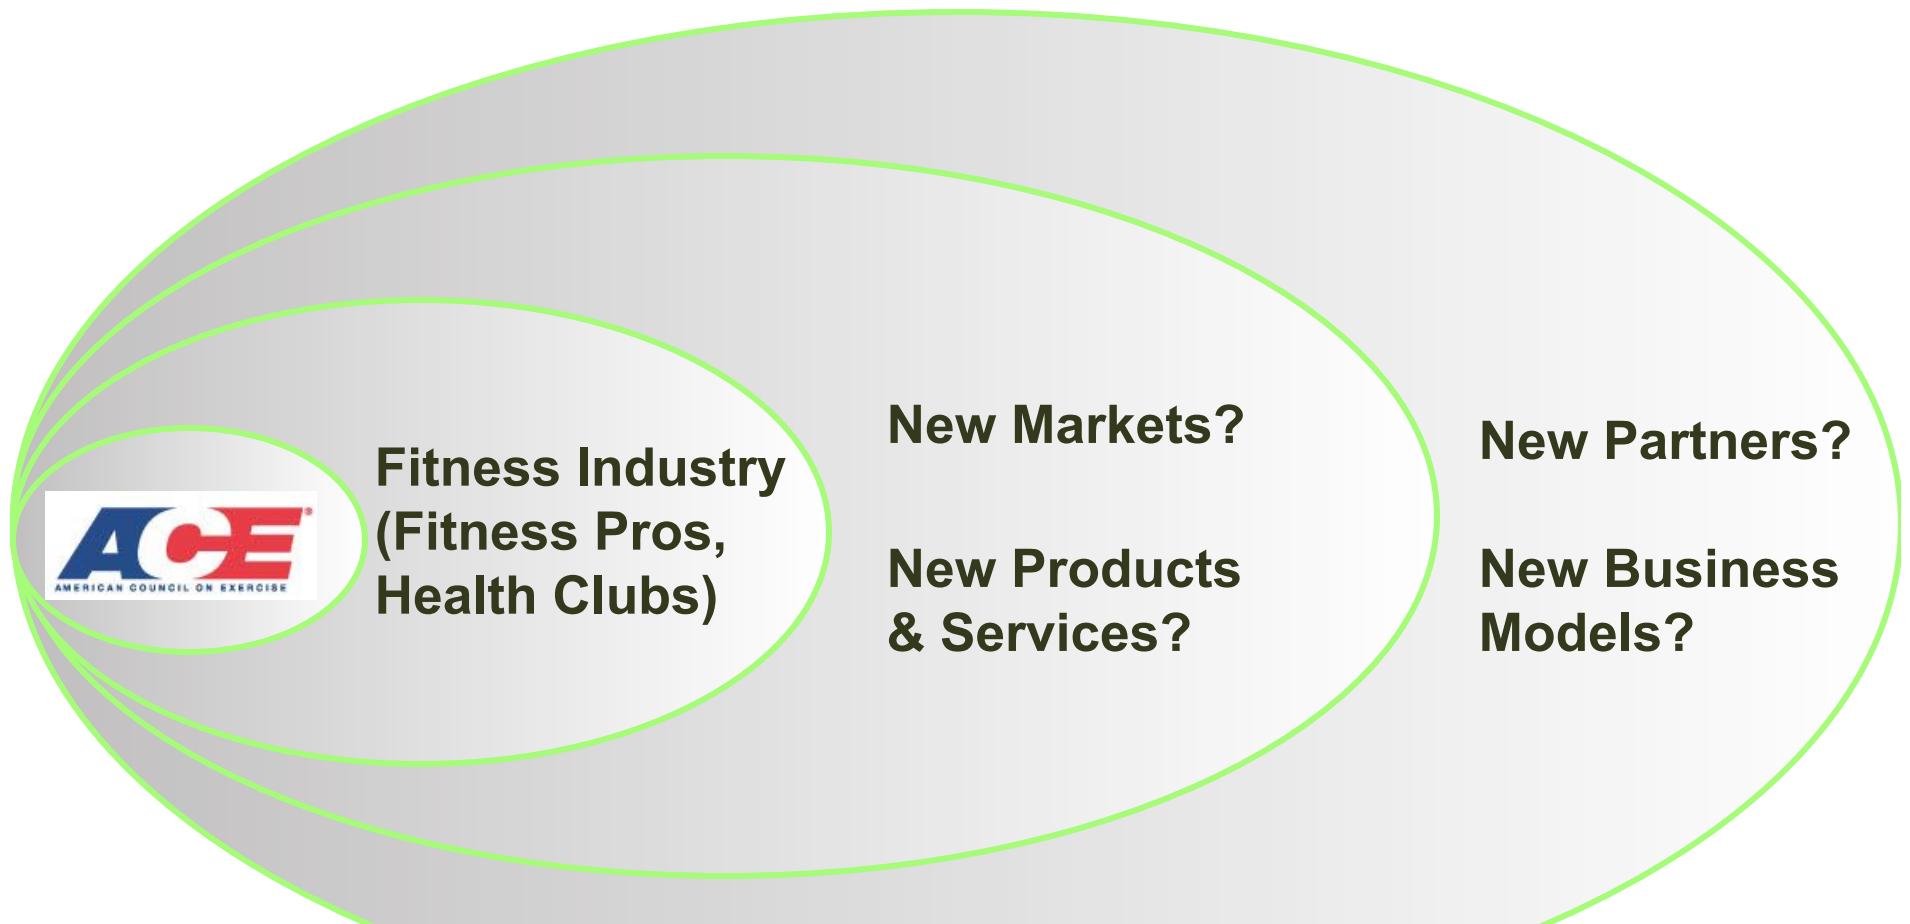 ACE®
AMERICAN COUNCIL ON EXERCISE
Fitness Industry
(Fitness Pros,
Health Clubs)
New Markets?
New Products
& Services?
New Partners?
New Business
Models?